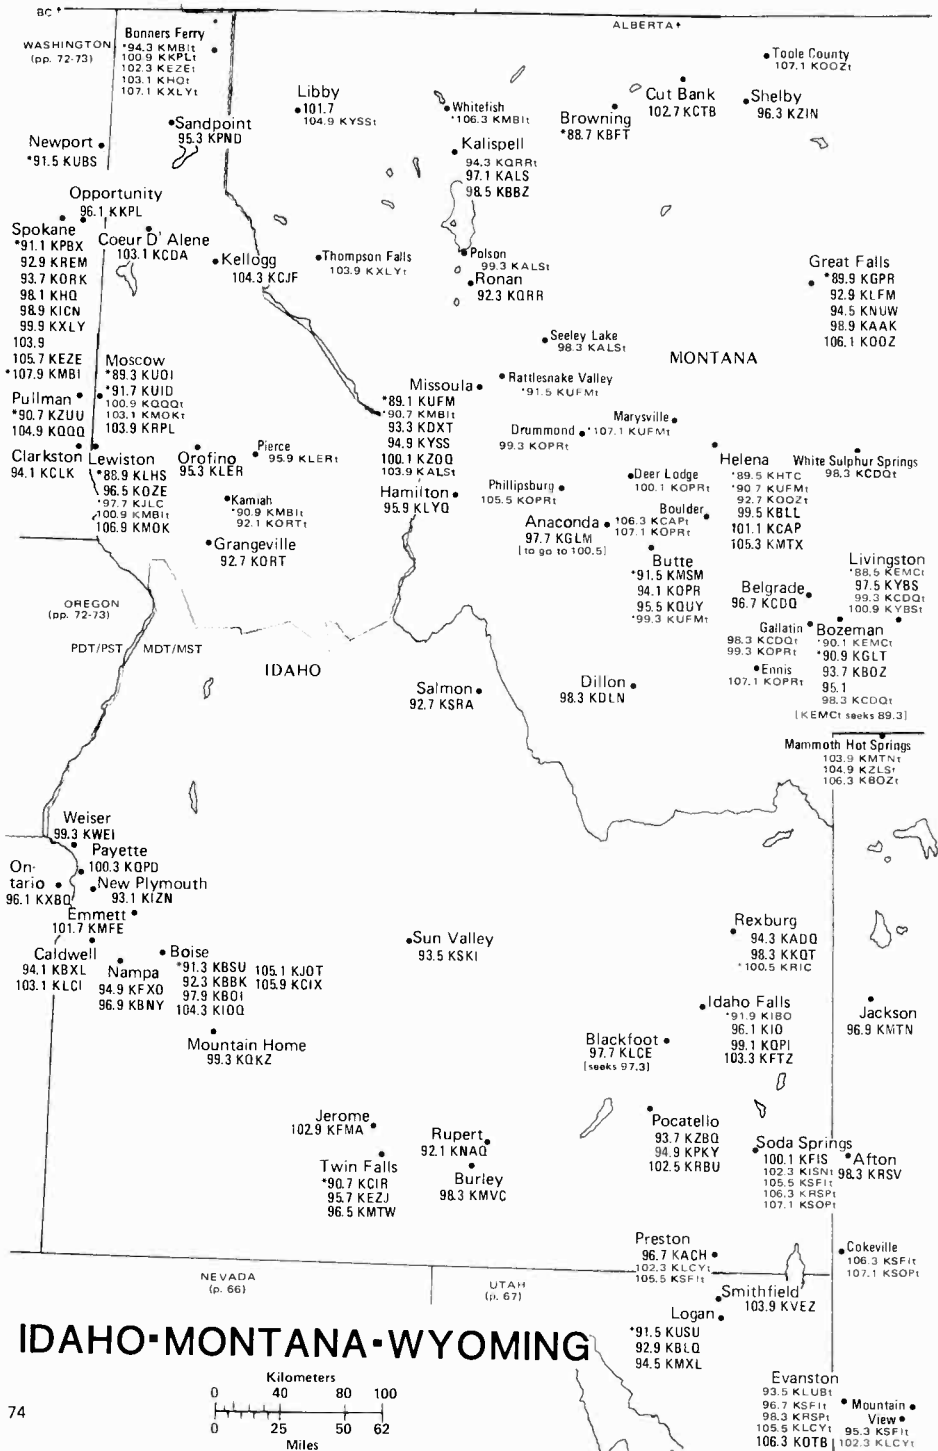 BC↑
ALBERTA↑
WASHINGTON
(pp. 72-73)
Bonners Ferry
*94.3 KMBIt
100.9 KKPLt
102.3 KEZEt
103.1 KHQt
107.1 KXLYt
Sandpoint
95.3 KPND
Newport
*91.5 KUBS
Libby
101.7
104.9 KYSSt
Whitefish
*106.3 KMBIt
Kalispell
94.3 KQRRt
97.1 KALS
98.5 KBBZ
Browning
*88.7 KBFT
Cut Bank
102.7 KCTB
Toole County
107.1 KOOZt
Shelby
96.3 KZIN
Opportunity
96.1 KKPL
Spokane
*91.1 KPBX
92.9 KREM
93.7 KORK
98.1 KHQ
98.9 KICN
99.9 KXLY
103.9
105.7 KEZE
*107.9 KMBI
Coeur D' Alene
103.1 KCDA
Kellogg
104.3 KCJF
Thompson Falls
103.9 KXLYt
Polson
99.3 KALSt
Ronan
92.3 KQRR
Great Falls
*89.9 KGPR
92.9 KLFM
94.5 KNUW
98.9 KAAK
106.1 KOOZ
Seeley Lake
98.3 KALSt
MONTANA
Moscow
*89.3 KUOI
*91.7 KUID
100.9 KQQQt
103.1 KMOKt
103.9 KRPL
Pullman
*90.7 KZUU
104.9 KQQQ
Clarkston
94.1 KCLK
Lewiston
*88.9 KLHS
96.5 KOZE
*97.7 KJLC
100.9 KMBIt
106.9 KMOK
Orofino
95.3 KLER
Pierce
95.9 KLERt
Kamiah
*90.9 KMBIt
92.1 KORTt
Grangeville
92.7 KORT
Missoula
*89.1 KUFM
*90.7 KMBIt
93.3 KDXT
94.9 KYSS
100.1 KZOQ
103.9 KALSt
Hamilton
95.9 KLYQ
Rattlesnake Valley
*91.5 KUFMt
Drummond
99.3 KOPRt
Marysville
*107.1 KUFMt
Phillipsburg
105.5 KOPRt
Deer Lodge
100.1 KOPRt
Helena
*89.5 KHTC
*90.7 KUFMt
92.7 KOOZt
99.5 KBLL
101.1 KCAP
105.3 KMTX
White Sulphur Springs
98.3 KCDQt
Boulder
*106.3 KCAPt
107.1 KOPRt
Anaconda
97.7 KGLM
[to go to 100.5]
Butte
*91.5 KMSM
94.1 KOPR
95.5 KQUY
*99.3 KUFMt
Livingston
*88.5 KEMCt
97.5 KYBS
99.3 KCDQt
100.9 KYBSt
Belgrade
96.7 KCDQ
Gallatin
98.3 KCDQt
99.3 KOPRt
Bozeman
*90.1 KEMCt
*90.9 KGLT
93.7 KBOZ
95.1
98.3 KCDQt
[KEMCt seeks 89.3]
Ennis
107.1 KOPRt
OREGON
(pp. 72-73)
PDT/PST
MDT/MST
IDAHO
Salmon
92.7 KSRA
Dillon
98.3 KDLN
Mammoth Hot Springs
103.9 KMTNt
104.9 KZLSt
106.3 KBOZt
Weiser
99.3 KWEI
Payette
100.3 KQPD
On-
tario
96.1 KXBQ
New Plymouth
93.1 KIZN
Emmett
101.7 KMFE
Caldwell
94.1 KBXL
103.1 KLCI
Nampa
94.9 KFXD
96.9 KBNY
Boise
*91.3 KBSU
92.3 KBBK
97.9 KBOI
104.3 KIOQ
105.1 KJOT
105.9 KCIX
Sun Valley
93.5 KSKI
Mountain Home
99.3 KQKZ
Rexburg
94.3 KADQ
98.3 KKQT
*100.5 KRIC
Idaho Falls
*91.9 KIBO
96.1 KIO
99.1 KQPI
103.3 KFTZ
Jackson
96.9 KMTN
Blackfoot
97.7 KLCE
[seeks 97.3]
Jerome
102.9 KFMA
Twin Falls
*90.7 KCIR
95.7 KEZJ
96.5 KMTW
Rupert
92.1 KNAQ
Burley
98.3 KMVC
Pocatello
93.7 KZBQ
94.9 KPKY
102.5 KRBU
Soda Springs
100.1 KFIS
102.3 KISNt
105.5 KSFIt
106.3 KRSPt
107.1 KSOPt
Afton
98.3 KRSV
Preston
96.7 KACH
102.3 KLCYt
105.5 KSFIt
Cokeville
106.3 KSFIt
107.1 KSOPt
NEVADA
(p. 66)
UTAH
(p. 67)
Smithfield
103.9 KVEZ
Logan
*91.5 KUSU
92.9 KBLQ
94.5 KMXL
IDAHO▪MONTANA▪WYOMING
Kilometers
0 40 80 100
0 25 50 62
Miles
Evanston
93.5 KLUBt
96.7 KSFIt
98.3 KRSPt
105.5 KLCYt
106.3 KOTB
Mountain
View
95.3 KSFIt
102.3 KLCYt
74